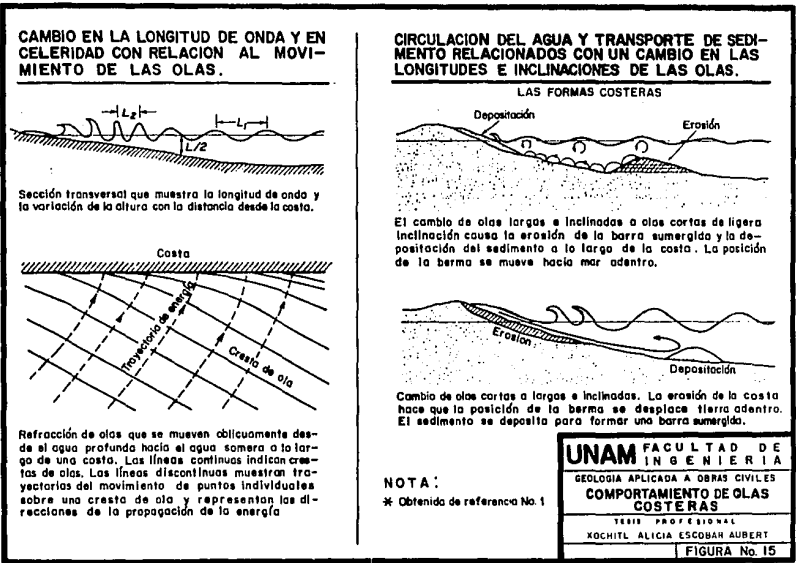 CAMBIO EN LA LONGITUD DE ONDA Y EN
CELERIDAD CON RELACION AL MOVI-
MIENTO DE LAS OLAS.
L2
L1
L/2
Sección transversal que muestra la longitud de onda y
la variación de la altura con la distancia desde la costa.
Costa
Trayectoria de energía
Cresta de ola
Refracción de olas que se mueven oblicuamente des-
de el agua profunda hacia el agua somera a lo lar-
go de una costa. Las líneas continuas indican cres-
tas de olas. Las líneas discontinuas muestran tra-
yectorias del movimiento de puntos individuales
sobre una cresta de ola y representan las di-
recciones de la propagación de la energía
CIRCULACION DEL AGUA Y TRANSPORTE DE SEDI-
MENTO RELACIONADOS CON UN CAMBIO EN LAS
LONGITUDES E INCLINACIONES DE LAS OLAS.
LAS FORMAS COSTERAS
Depositación
Erosión
El cambio de olas largas e inclinadas a olas cortas de ligera
inclinación causa la erosión de la barra sumergida y la de-
positación del sedimento a lo largo de la costa. La posición
de la berma se mueve hacia mar adentro.
Erosion
Depositación
Cambio de olas cortas a largas e inclinadas. La erosión de la costa
hace que la posición de la berma se desplace tierra adentro.
El sedimento se deposita para formar una barra sumergida.
NOTA:
* Obtenida de referencia No. 1
UNAM FACULTAD DE
INGENIERIA
GEOLOGIA APLICADA A OBRAS CIVILES
COMPORTAMIENTO DE OLAS
COSTERAS
TESIS PROFESIONAL
XOCHITL ALICIA ESCOBAR AUBERT
FIGURA No. 15